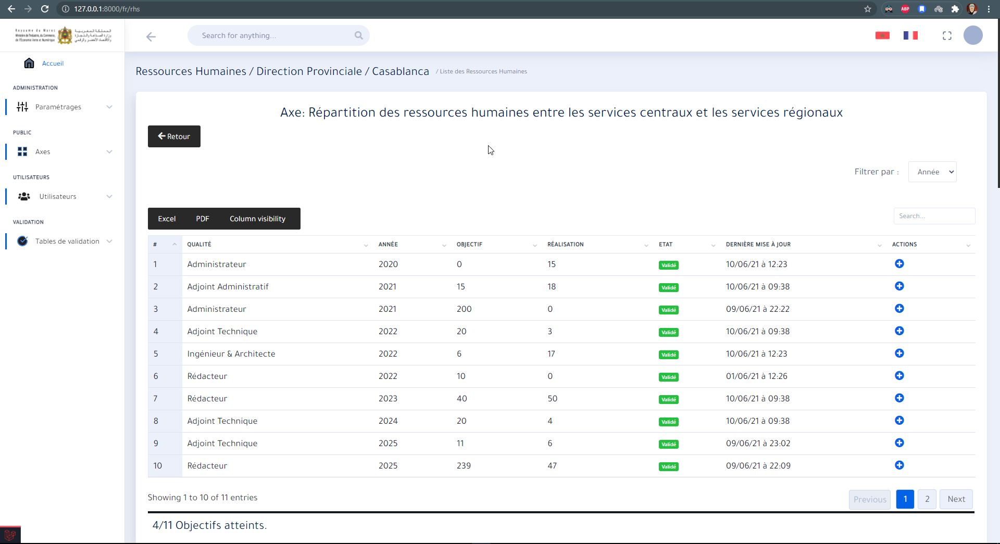 127.0.0.1:8000/fr/rhs
ABP
Royaume du Maroc
Ministère de l'Industrie, du Commerce,
de l'Économie Verte et Numérique
المملكة المغربية
وزارة الصناعة والتجارة
والاقتصاد الأخضر والرقمي
Search for anything...
Accueil
ADMINISTRATION
Paramétrages
PUBLIC
Axes
UTILISATEURS
Utilisateurs
VALIDATION
Tables de validation
Ressources Humaines / Direction Provinciale / Casablanca / Liste des Ressources Humaines
Axe: Répartition des ressources humaines entre les services centraux et les services régionaux
Retour
Filtrer par : Année
Excel PDF Column visibility
Search...
# QUALITÉ ANNÉE OBJECTIF RÉALISATION ETAT DERNIÈRE MISE À JOUR ACTIONS
1 Administrateur 2020 0 15 Validé 10/06/21 à 12:23
2 Adjoint Administratif 2021 15 18 Validé 10/06/21 à 09:38
3 Administrateur 2021 200 0 Validé 09/06/21 à 22:22
4 Adjoint Technique 2022 20 3 Validé 10/06/21 à 09:38
5 Ingénieur & Architecte 2022 6 17 Validé 10/06/21 à 12:23
6 Rédacteur 2022 10 0 Validé 01/06/21 à 12:26
7 Rédacteur 2023 40 50 Validé 10/06/21 à 09:38
8 Adjoint Technique 2024 20 4 Validé 10/06/21 à 09:38
9 Adjoint Technique 2025 11 6 Validé 09/06/21 à 23:02
10 Rédacteur 2025 239 47 Validé 09/06/21 à 22:09
Showing 1 to 10 of 11 entries
Previous 1 2 Next
4/11 Objectifs atteints.